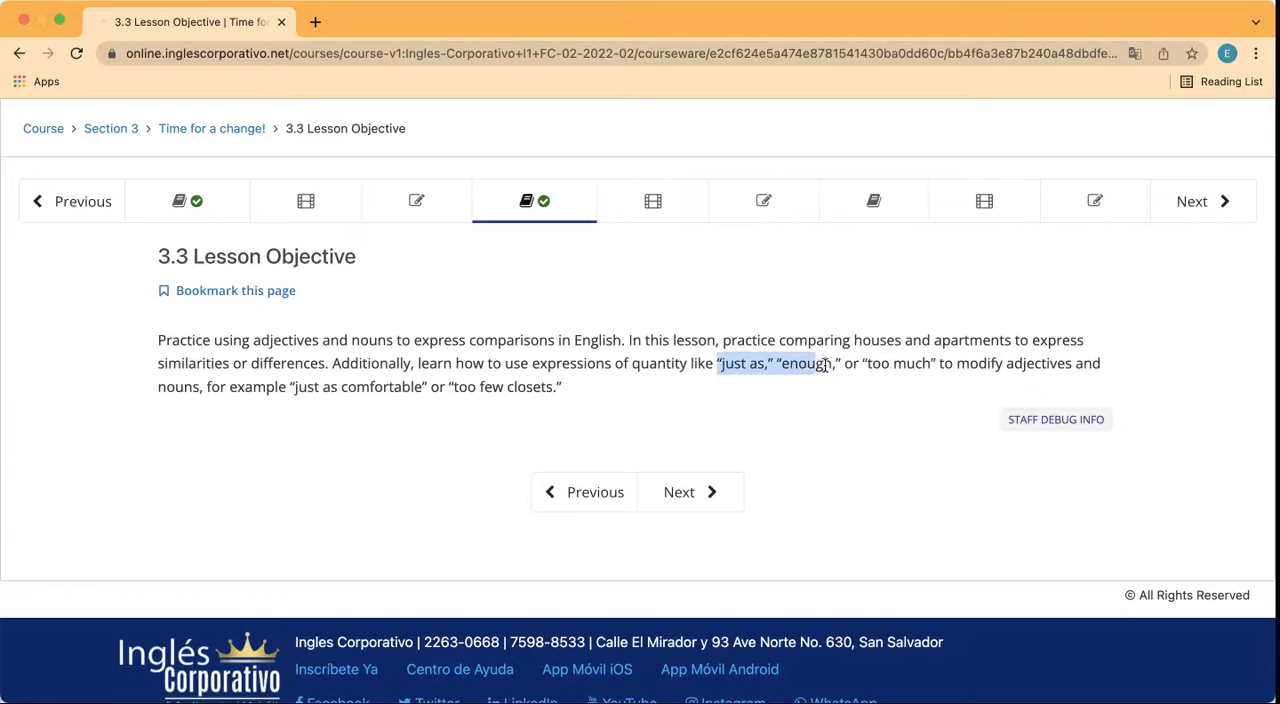 3.3 Lesson Objective | Time fo
online.inglescorporativo.net/courses/course-v1:Ingles-Corporativo+I1+FC-02-2022-02/courseware/e2cf624e5a474e8781541430ba0dd60c/bb4f6a3e87b240a48dbdfe...
E
Apps
Reading List
Course > Section 3 > Time for a change! > 3.3 Lesson Objective
Previous
Next
3.3 Lesson Objective
Bookmark this page
Practice using adjectives and nouns to express comparisons in English. In this lesson, practice comparing houses and apartments to express
similarities or differences. Additionally, learn how to use expressions of quantity like “just as,” “enough,” or “too much” to modify adjectives and
nouns, for example “just as comfortable” or “too few closets.”
STAFF DEBUG INFO
Previous
Next
© All Rights Reserved
Inglés
Corporativo
Ingles Corporativo | 2263-0668 | 7598-8533 | Calle El Mirador y 93 Ave Norte No. 630, San Salvador
Inscríbete Ya Centro de Ayuda App Móvil iOS App Móvil Android
Facebook Twitter LinkedIn YouTube Instagram WhatsApp